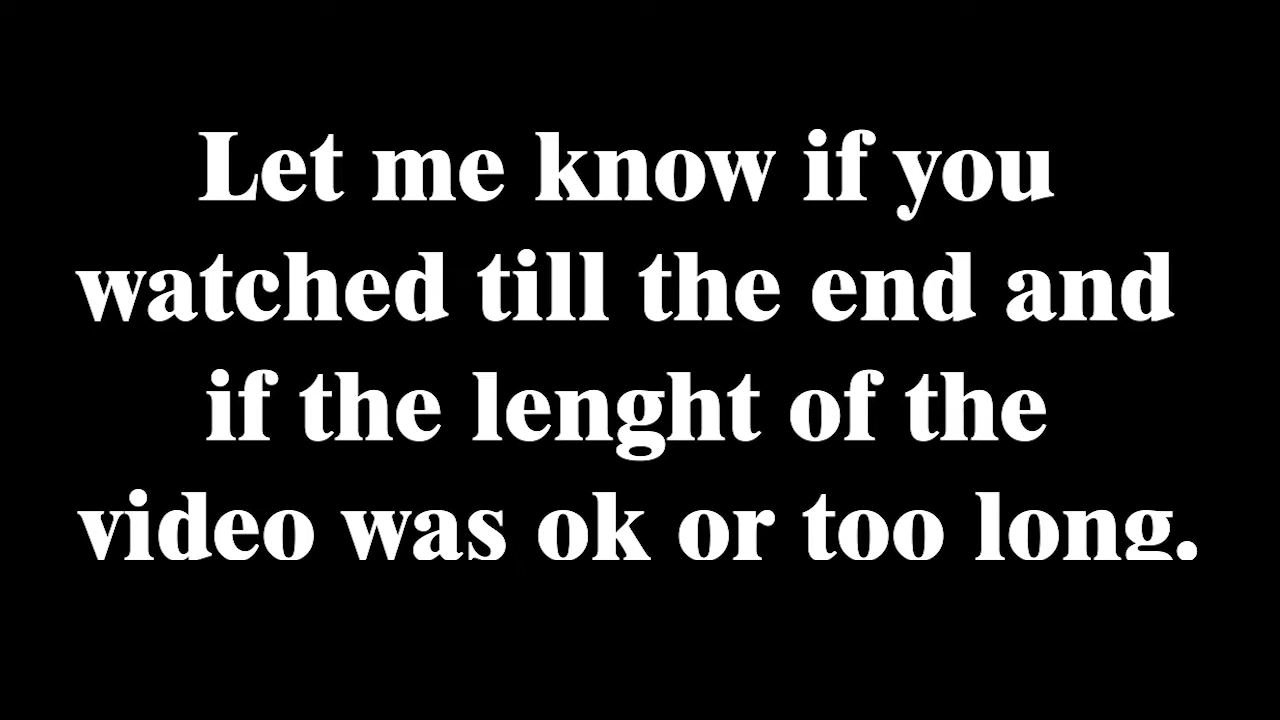 Let me know if you
watched till the end and
if the lenght of the
video was ok or too long.